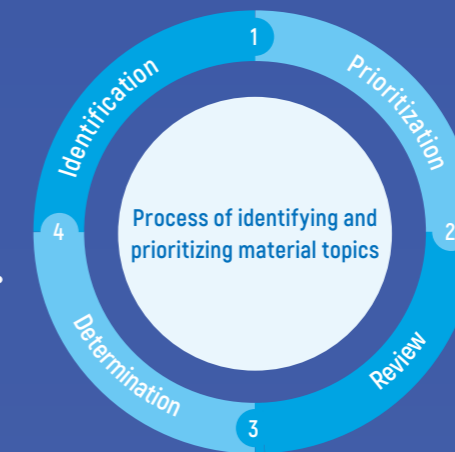 Identification
1
Prioritization
2
Review
3
Determination
4
Process of identifying and
prioritizing material topics